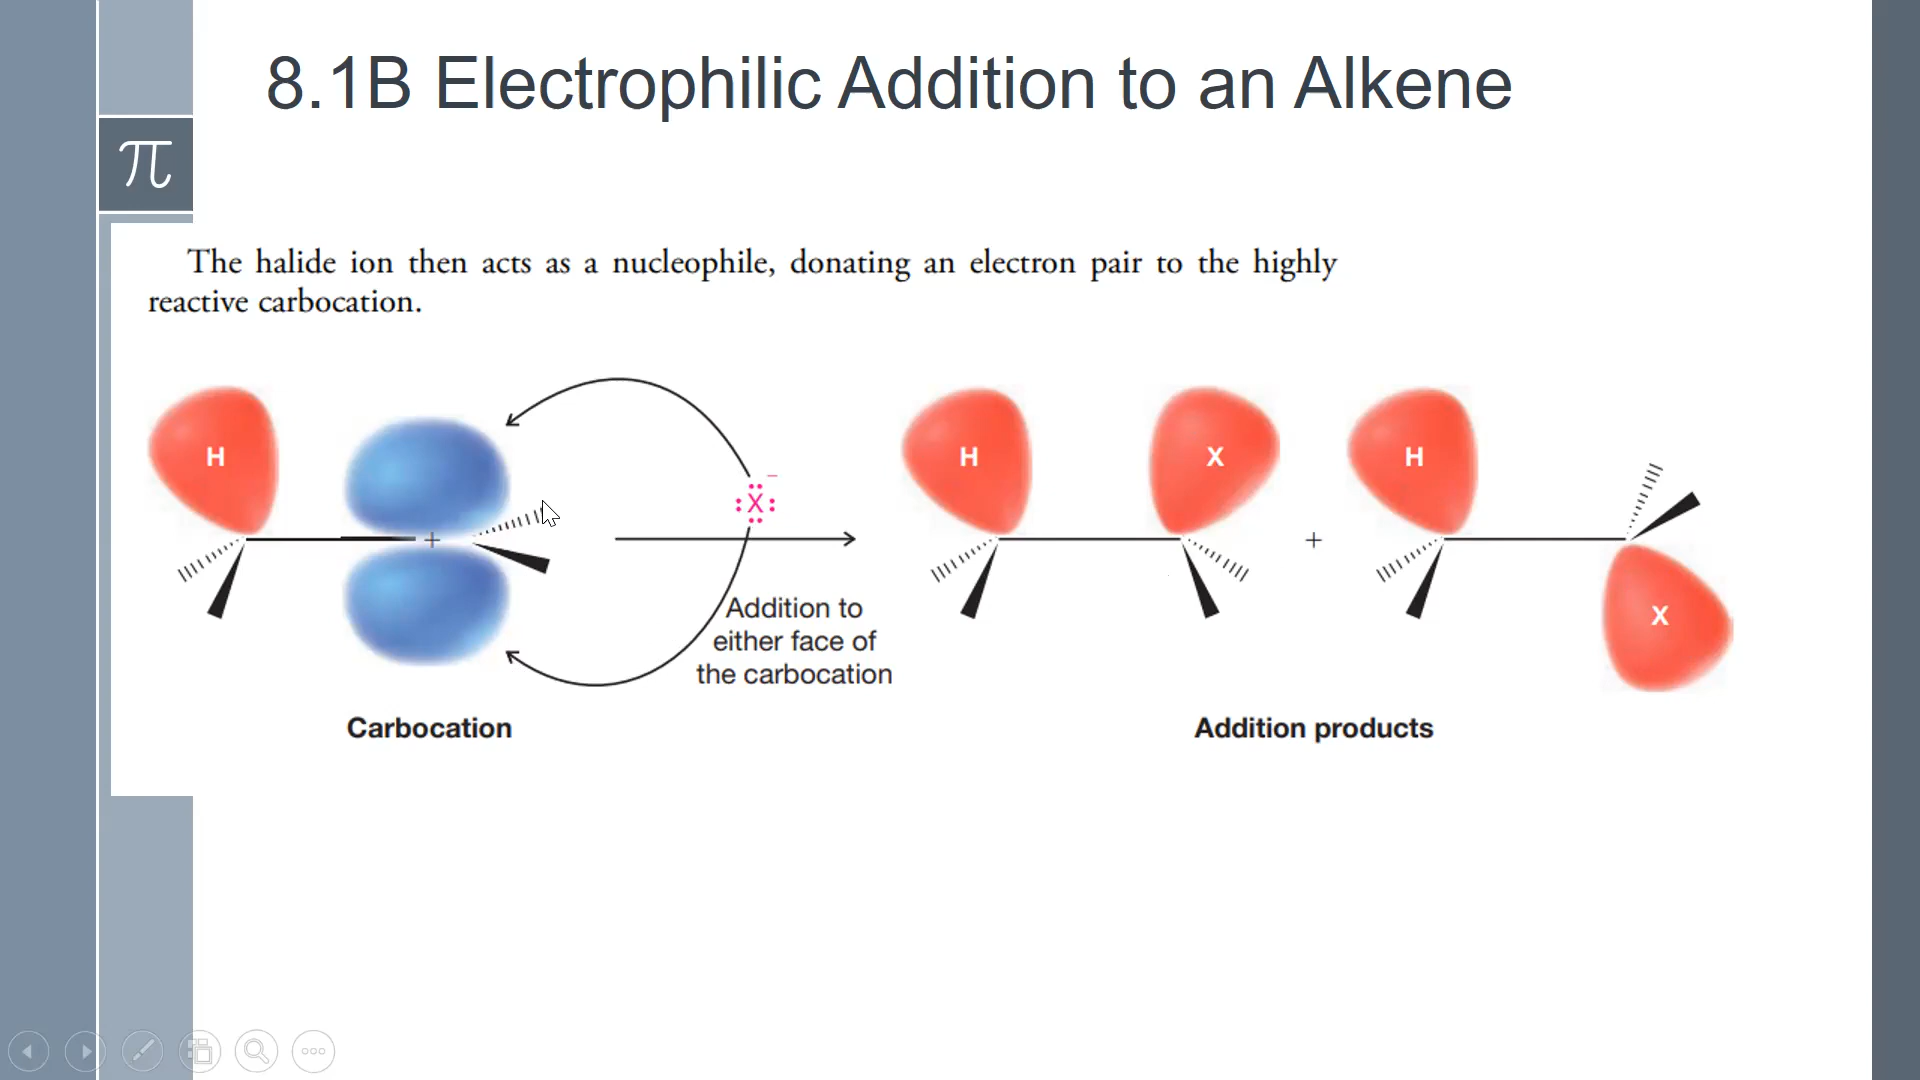 8.1B Electrophilic Addition to an Alkene
π
The halide ion then acts as a nucleophile, donating an electron pair to the highly
reactive carbocation.
H
+
:X:
−
Addition to
either face of
the carbocation
H
X
+
H
X
Carbocation
Addition products